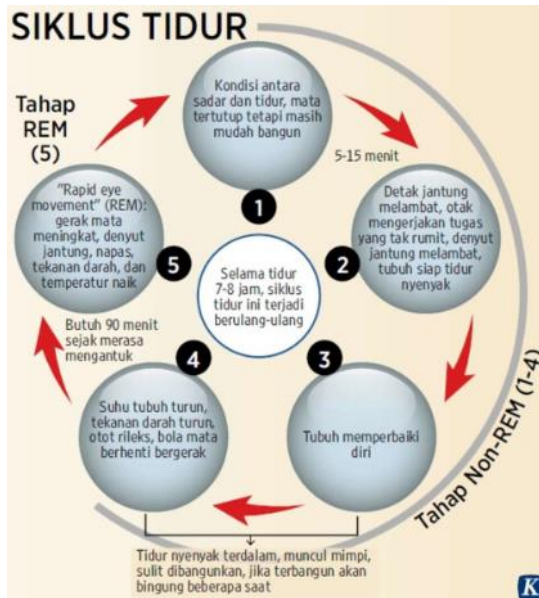 SIKLUS TIDUR
Kondisi antara
sadar dan tidur, mata
tertutup tetapi masih
mudah bangun
1
5-15 menit
Detak jantung
melambat, otak
mengerjakan tugas
yang tak rumit, denyut
jantung melambat,
tubuh siap tidur
nyenyak
2
Tahap Non-REM (1-4)
3
Tubuh memperbaiki
diri
4
Suhu tubuh turun,
tekanan darah turun,
otot rileks, bola mata
berhenti bergerak
Tidur nyenyak terdalam, muncul mimpi,
sulit dibangunkan, jika terbangun akan
bingung beberapa saat
Butuh 90 menit
sejak merasa
mengantuk
Tahap
REM
(5)
"Rapid eye
movement" (REM):
gerak mata
meningkat, denyut
jantung, napas,
tekanan darah, dan
temperatur naik
5
Selama tidur
7-8 jam, siklus
tidur ini terjadi
berulang-ulang
K